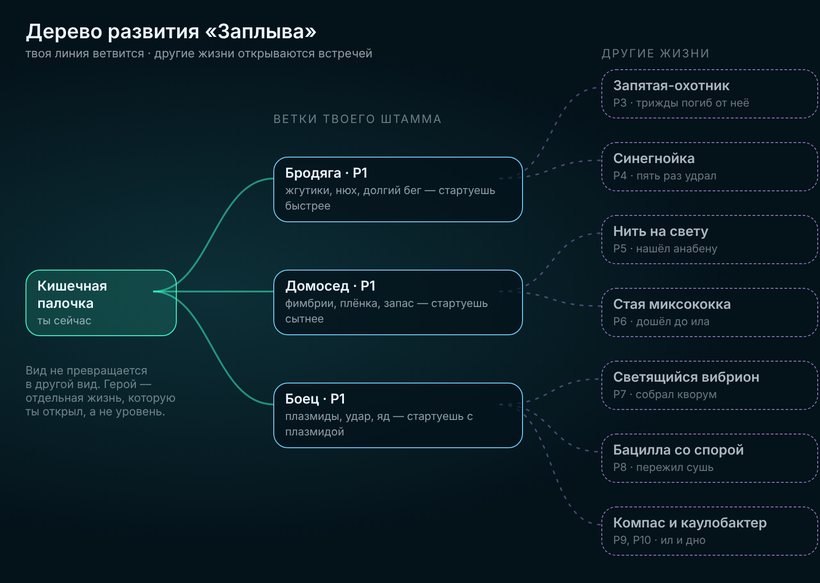 Дерево развития «Заплыва»
твоя линия ветвится · другие жизни открываются встречей
ДРУГИЕ ЖИЗНИ
ВЕТКИ ТВОЕГО ШТАММА
Кишечная
палочка
ты сейчас
Вид не превращается
в другой вид. Герой —
отдельная жизнь, которую
ты открыл, а не уровень.
Бродяга · P1
жгутики, нюх, долгий бег — стартуешь
быстрее
Домосед · P1
фимбрии, плёнка, запас — стартуешь
сытнее
Боец · P1
плазмиды, удар, яд — стартуешь с
плазмидой
Запятая-охотник
P3 · трижды погиб от неё
Синегнойка
P4 · пять раз удрал
Нить на свету
P5 · нашёл анабену
Стая миксококка
P6 · дошёл до ила
Светящийся вибрион
P7 · собрал кворум
Бацилла со спорой
P8 · пережил сушь
Компас и каулобактер
P9, P10 · ил и дно